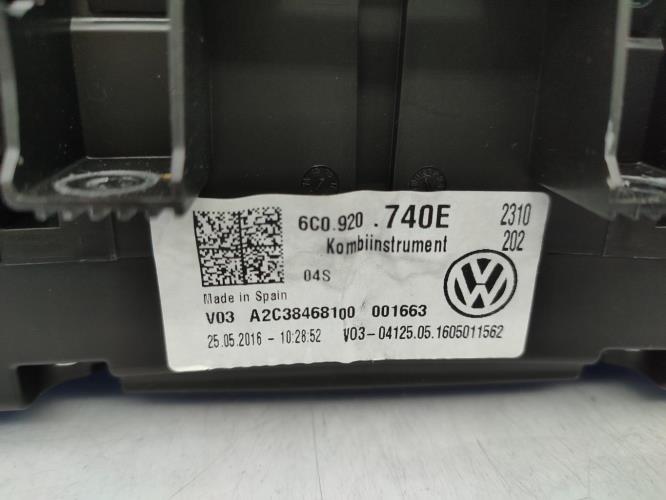 6C0.920 .740E 2310
Kombiinstrument 202
04S
Made in Spain
V03 A2C38468100 001663
25.05.2016 - 10:28:52 V03-04125.05.1605011562